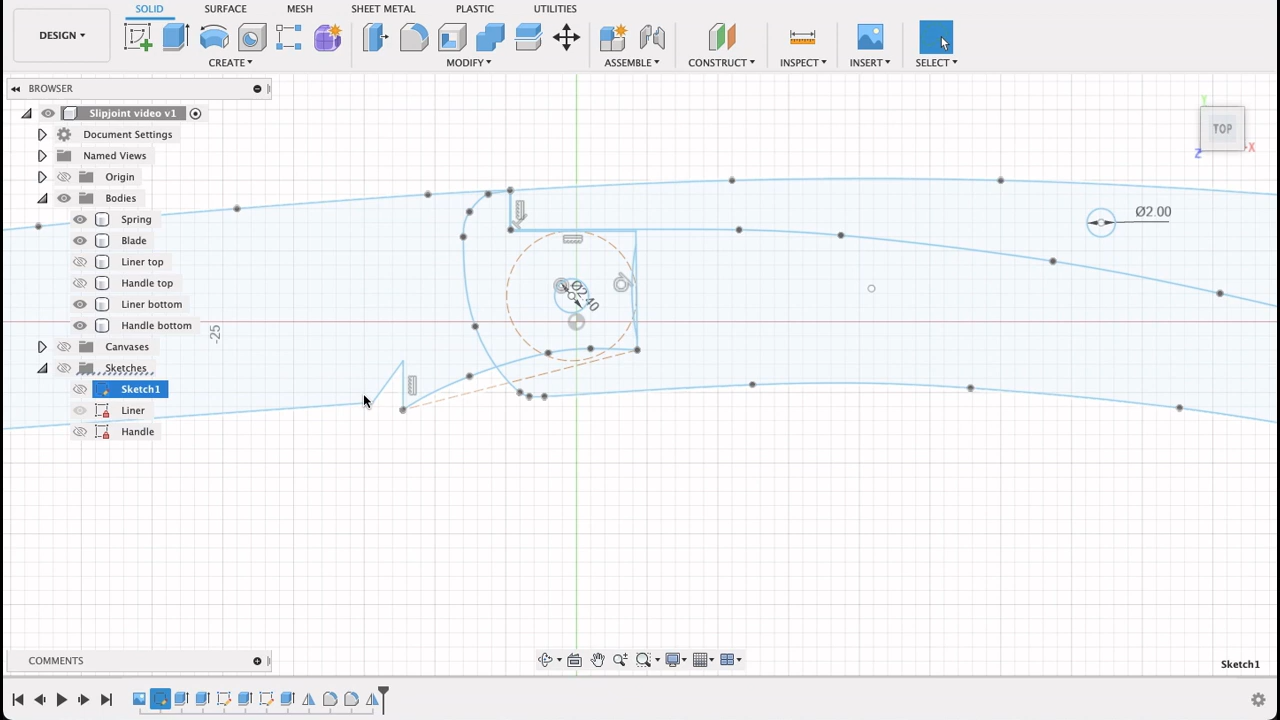 SOLID SURFACE MESH SHEET METAL PLASTIC UTILITIES
DESIGN
CREATE MODIFY ASSEMBLE CONSTRUCT INSPECT INSERT SELECT
BROWSER
Slipjoint video v1
Document Settings
Named Views
Origin
Bodies
Spring
Blade
Liner top
Handle top
Liner bottom
Handle bottom
Canvases
Sketches
Sketch1
Liner
Handle
-25
Ø2.40
Ø2.00
Y
TOP
Z
X
COMMENTS
Sketch1